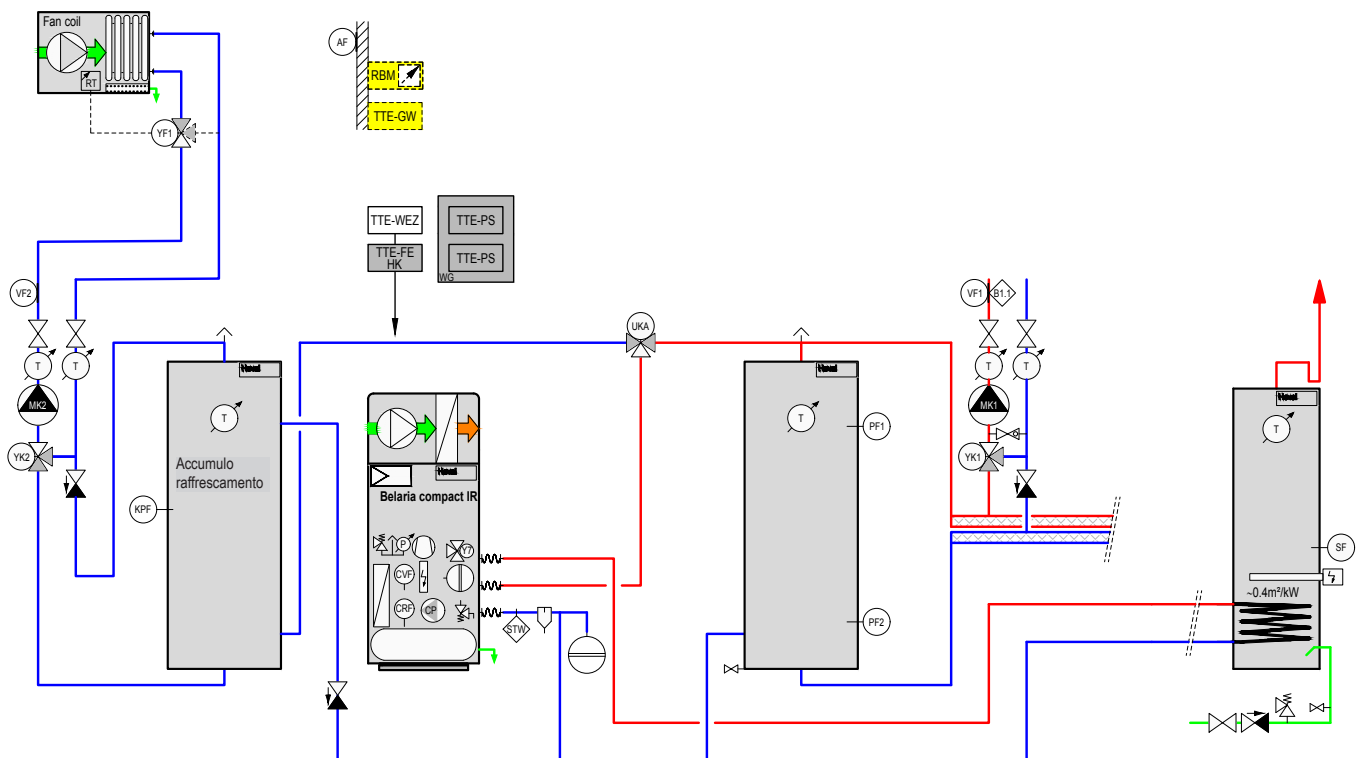 Fan coil
RT
YF1
AF
RBM
TTE-GW
TTE-WEZ
TTE-FE
HK
TTE-PS
TTE-PS
WG
VF2
T
T
MK2
YK2
T
Accumulo
raffrescamento
KPF
Belaria compact IR
P
Y7
CVF
CRF
CP
STW
UKA
T
PF1
PF2
VF1
B1.1
T
T
MK1
YK1
T
SF
~0.4m²/kW